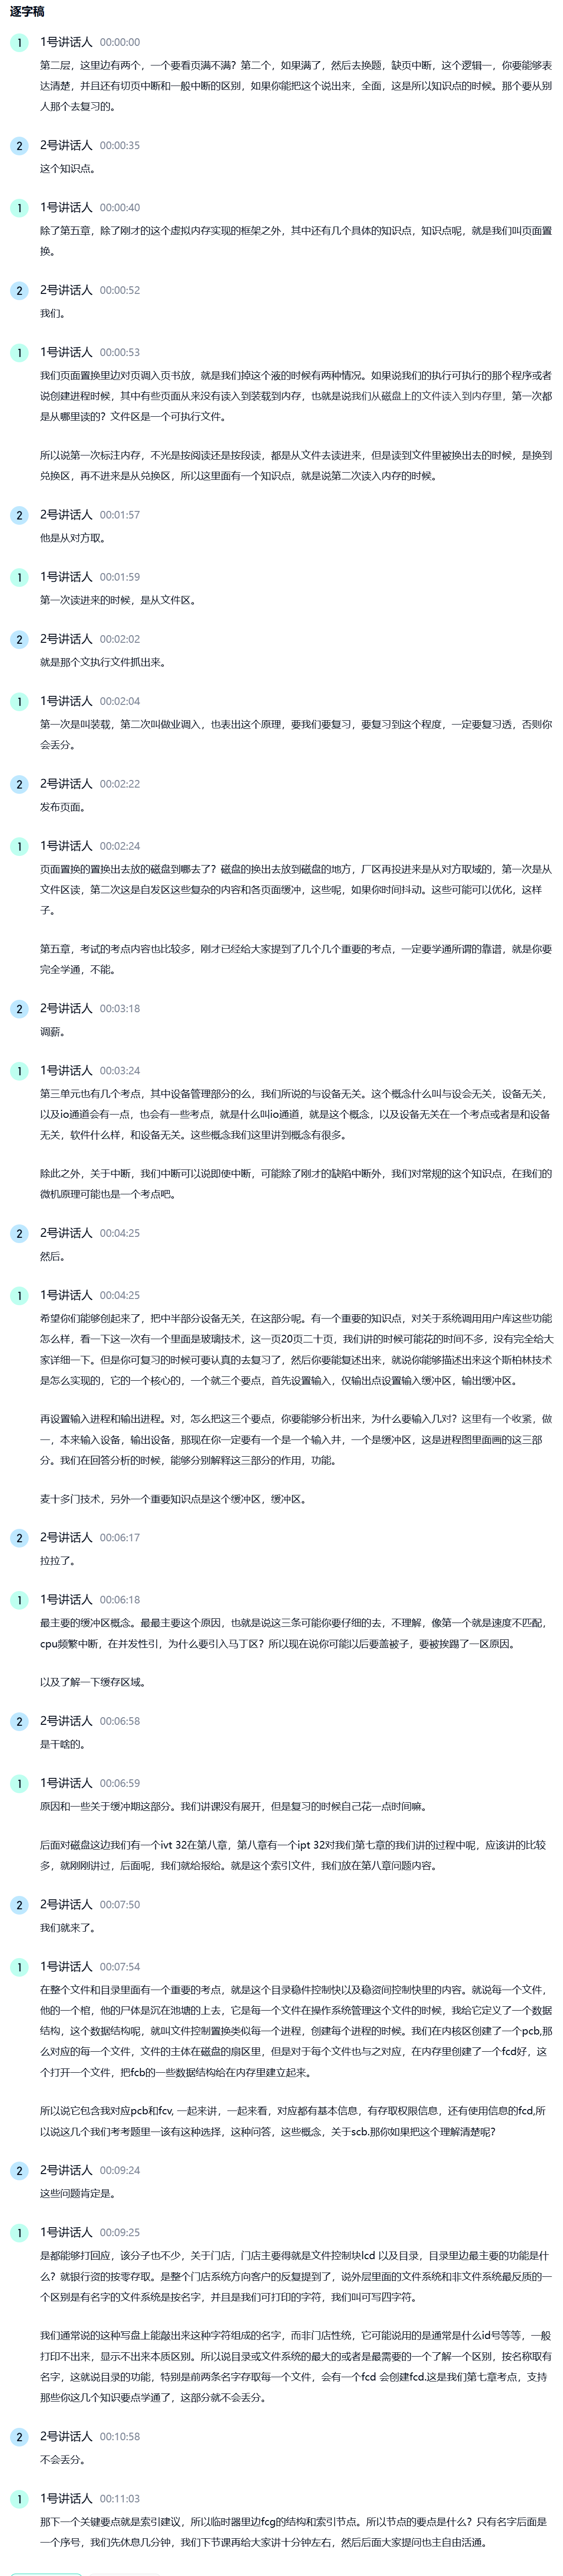 逐字稿
1
1号讲话人 00:00:00
第二层，这里边有两个，一个要看页满不满？第二个，如果满了，然后去换题，缺页中断，这个逻辑一，你要能够表
达清楚，并且还有切页中断和一般中断的区别，如果你能把这个说出来，全面，这是所以知识点的时候。那个要从别
人那个去复习的。
2
2号讲话人 00:00:35
这个知识点。
1
1号讲话人 00:00:40
除了第五章，除了刚才的这个虚拟内存实现的框架之外，其中还有几个具体的知识点，知识点呢，就是我们叫页面置
换。
2
2号讲话人 00:00:52
我们。
1
1号讲话人 00:00:53
我们页面置换里边对页调入页书放，就是我们掉这个液的时候有两种情况。如果说我们的执行可执行的那个程序或者
说创建进程时候，其中有些页面从来没有读入到装载到内存，也就是说我们从磁盘上的文件读入到内存里，第一次都
是从哪里读的？文件区是一个可执行文件。
所以说第一次标注内存，不光是按阅读还是按段读，都是从文件去读进来，但是读到文件里被换出去的时候，是换到
兑换区，再不进来是从兑换区，所以这里面有一个知识点，就是说第二次读入内存的时候。
2
2号讲话人 00:01:57
他是从对方取。
1
1号讲话人 00:01:59
第一次读进来的时候，是从文件区。
2
2号讲话人 00:02:02
就是那个文执行文件抓出来。
1
1号讲话人 00:02:04
第一次是叫装载，第二次叫做业调入，也表出这个原理，要我们要复习，要复习到这个程度，一定要复习透，否则你
会丢分。
2
2号讲话人 00:02:22
发布页面。
1
1号讲话人 00:02:24
页面置换的置换出去放的磁盘到哪去了？磁盘的换出去放到磁盘的地方，厂区再投进来是从对方取域的，第一次是从
文件区读，第二次这是自发区这些复杂的内容和各页面缓冲，这些呢，如果你时间抖动。这些可能可以优化，这样
子。
第五章，考试的考点内容也比较多，刚才已经给大家提到了几个几个重要的考点，一定要学通所谓的靠谱，就是你要
完全学通，不能。
2
2号讲话人 00:03:18
调薪。
1
1号讲话人 00:03:24
第三单元也有几个考点，其中设备管理部分的么，我们所说的与设备无关。这个概念什么叫与设会无关，设备无关，
以及io通道会有一点，也会有一些考点，就是什么叫io通道，就是这个概念，以及设备无关在一个考点或者是和设备
无关，软件什么样，和设备无关。这些概念我们这里讲到概念有很多。
除此之外，关于中断，我们中断可以说即使中断，可能除了刚才的缺陷中断外，我们对常规的这个知识点，在我们的
微机原理可能也是一个考点吧。
2
2号讲话人 00:04:25
然后。
1
1号讲话人 00:04:25
希望你们能够创起来了，把中半部分设备无关，在这部分呢。有一个重要的知识点，对关于系统调用用户库这些功能
怎么样，看一下这一次有一个里面是玻璃技术，这一页20页二十页，我们讲的时候可能花的时间不多，没有完全给大
家详细一下。但是你可复习的时候可要认真的去复习了，然后你要能复述出来，就说你能够描述出来这个斯柏林技术
是怎么实现的，它的一个核心的，一个就三个要点，首先设置输入，仅输出点设置输入缓冲区，输出缓冲区。
再设置输入进程和输出进程。对，怎么把这三个要点，你要能够分析出来，为什么要输入几对？这里有一个收紧，做
一，本来输入设备，输出设备，那现在你一定要有一个是一个输入井，一个是缓冲区，这是进程图里面画的这三部
分。我们在回答分析的时候，能够分别解释这三部分的作用，功能。
麦十多门技术，另外一个重要知识点是这个缓冲区，缓冲区。
2
2号讲话人 00:06:17
拉拉了。
1
1号讲话人 00:06:18
最主要的缓冲区概念。最最主要这个原因，也就是说这三条可能你要仔细的去，不理解，像第一个就是速度不匹配，
cpu频繁中断，在并发性引，为什么要引入马丁区？所以现在说你可能以后要盖被子，要被挨踢了一区原因。
以及了解一下缓存区域。
2
2号讲话人 00:06:58
是干啥的。
1
1号讲话人 00:06:59
原因和一些关于缓冲期这部分。我们讲课没有展开，但是复习的时候自己花一点时间嘛。
后面对磁盘这边我们有一个ivt 32在第八章，第八章有一个ipt 32对我们第七章的我们讲的过程中呢，应该讲的比较
多，就刚刚讲过，后面呢，我们就给报给。就是这个索引文件，我们放在第八章问题内容。
2
2号讲话人 00:07:50
我们就来了。
1
1号讲话人 00:07:54
在整个文件和目录里面有一个重要的考点，就是这个目录稳件控制快以及稳资间控制快里的内容。就说每一个文件，
他的一个棺，他的尸体是沉在池塘的上去，它是每一个文件在操作系统管理这个文件的时候，我给它定义了一个数据
结构，这个数据结构呢，就叫文件控制置换类似每一个进程，创建每个进程的时候。我们在内核区创建了一个pcb,那
么对应的每一个文件，文件的主体在磁盘的扇区里，但是对于每个文件也与之对应，在内存里创建了一个fcd好，这
个打开一个文件，把fcb的一些数据结构给在内存里建立起来。
所以说它包含我对应pcb和fcv, 一起来讲，一起来看，对应都有基本信息，有存取权限信息，还有使用信息的fcd,所
以说这几个我们考考题里一该有这种选择，这种问答，这些概念，关于scb.那你如果把这个理解清楚呢？
2
2号讲话人 00:09:24
这些问题肯定是。
1
1号讲话人 00:09:25
是都能够打回应，该分子也不少，关于门店，门店主要得就是文件控制块lcd 以及目录，目录里边最主要的功能是什
么？就银行资的按零存取。是整个门店系统方向客户的反复提到了，说外层里面的文件系统和非文件系统最反质的一
个区别是有名字的文件系统是按名字，并且是我们可打印的字符，我们叫可写四字符。
我们通常说的这种写盘上能敲出来这种字符组成的名字，而非门店性统，它可能说用的是通常是什么id号等等，一般
打印不出来，显示不出来本质区别。所以说目录或文件系统的最大的或者是最需要的一个了解一个区别，按名称取有
名字，这就说目录的功能，特别是前两条名字存取每一个文件，会有一个fcd 会创建fcd.这是我们第七章考点，支持
那些你这几个知识要点学通了，这部分就不会丢分。
2
2号讲话人 00:10:58
不会丢分。
1
1号讲话人 00:11:03
那下一个关键要点就是索引建议，所以临时器里边fcg的结构和索引节点。所以节点的要点是什么？只有名字后面是
一个序号，我们先休息几分钟，我们下节课再给大家讲十分钟左右，然后后面大家提问也主自由活通。